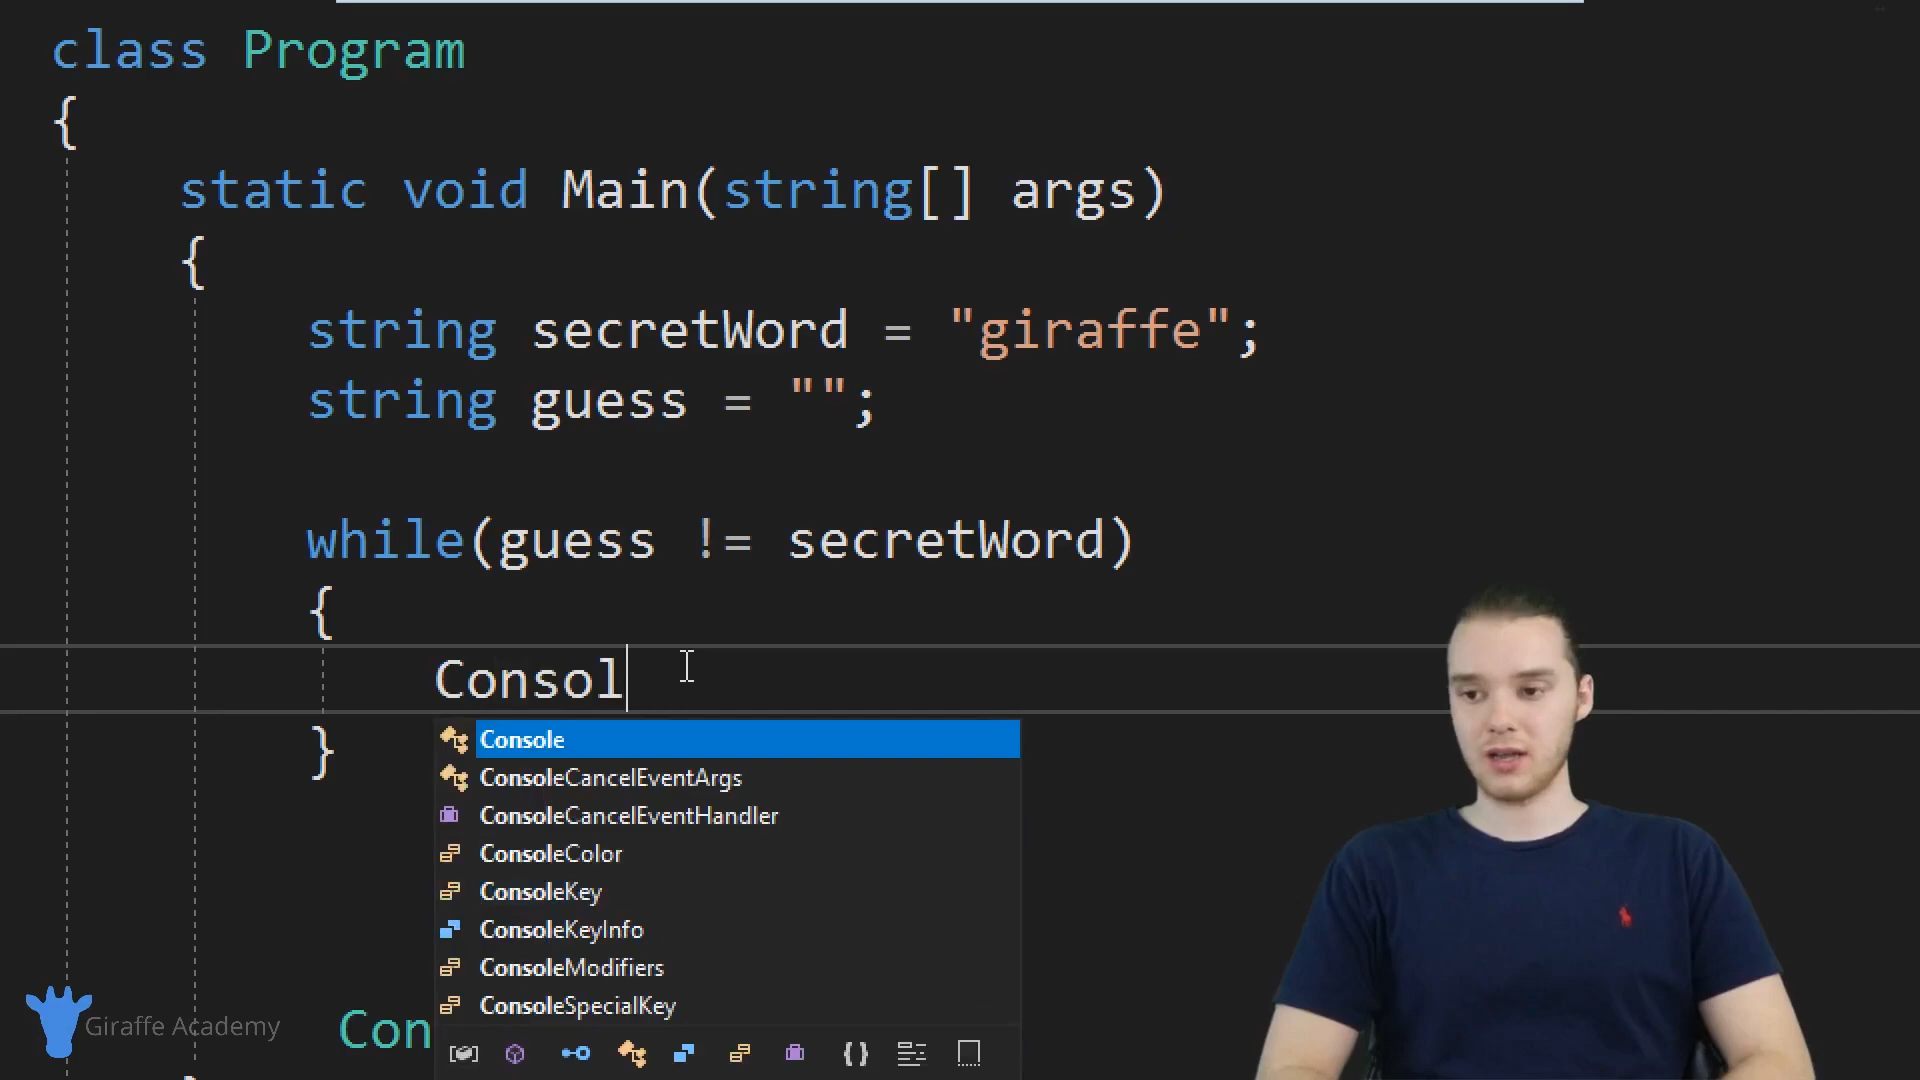 class Program
{
static void Main(string[] args)
{
string secretWord = "giraffe";
string guess = "";
while(guess != secretWord)
{
Consol
}
Console
ConsoleCancelEventArgs
ConsoleCancelEventHandler
ConsoleColor
ConsoleKey
ConsoleKeyInfo
ConsoleModifiers
ConsoleSpecialKey
Con
{}
Giraffe Academy